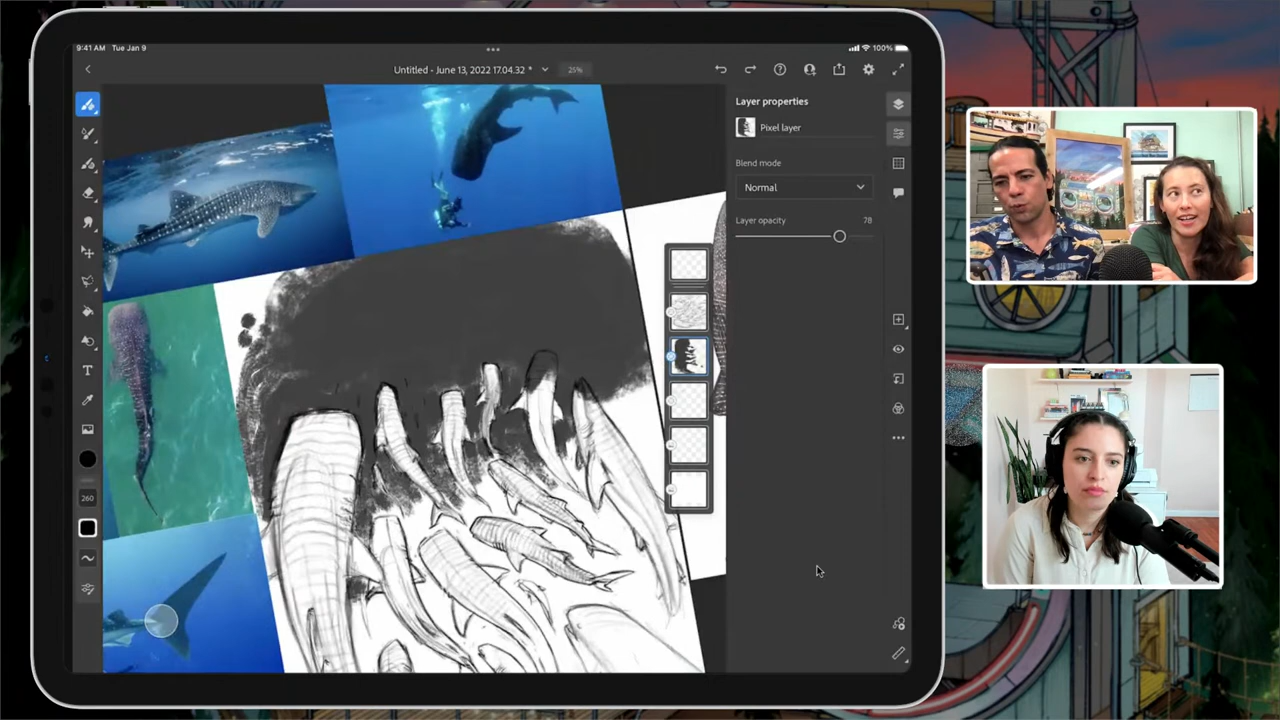 9:41 AM Tue Jan 9
100%
Untitled - June 13, 2022 17.04.32 *
25%
Layer properties
Pixel layer
Blend mode
Normal
Layer opacity
78
T
260